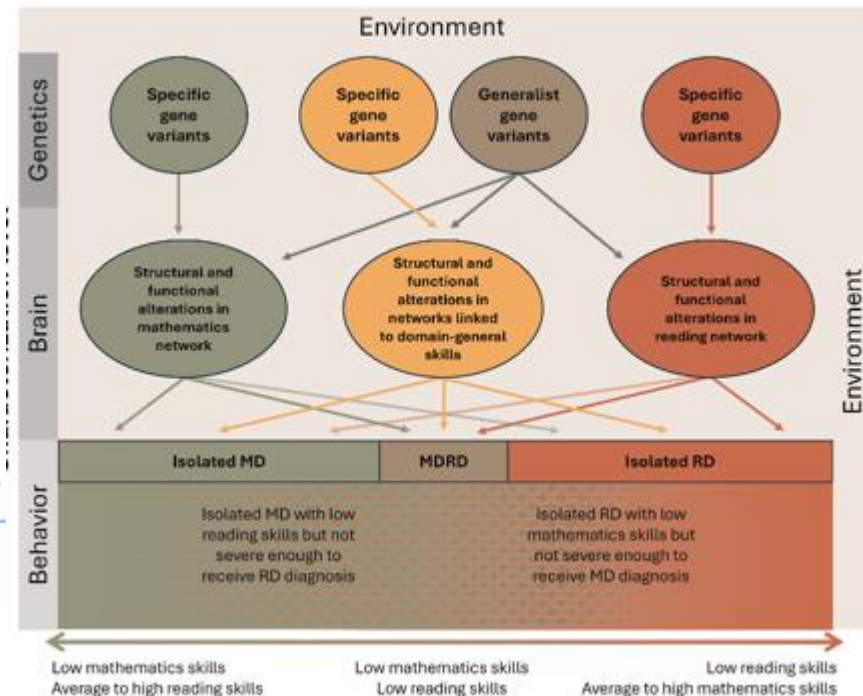 Environment
Genetics
Specific
gene
variants
Specific
gene
variants
Generalist
gene
variants
Specific
gene
variants
Brain
Structural and
functional
alterations in
mathematics
network
Structural and
functional
alterations in
networks linked
to domain-general
skills
Structural and
functional
alterations in
reading network
Environment
Behavior
Isolated MD
MDRD
Isolated RD
Isolated MD with low
reading skills but not
severe enough to
receive RD diagnosis
Isolated RD with low
mathematics skills but
not severe enough to
receive MD diagnosis
Low mathematics skills
Average to high reading skills
Low mathematics skills
Low reading skills
Low reading skills
Average to high mathematics skills